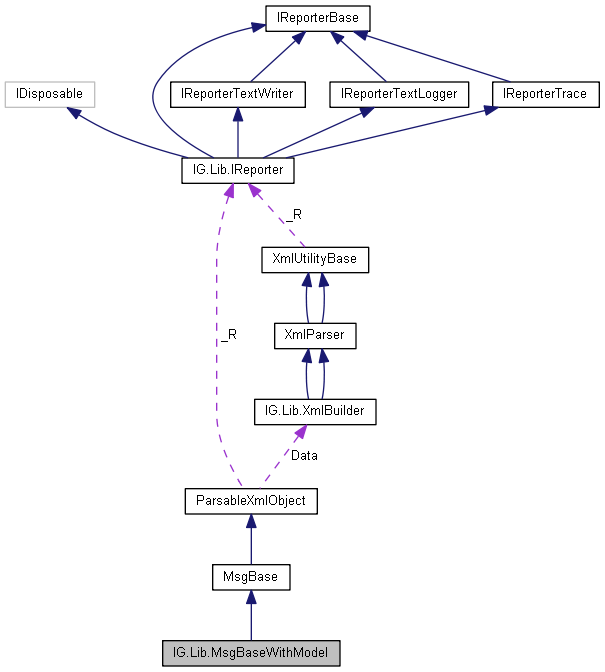 IReporterBase
IDisposable
IReporterTextWriter
IReporterTextLogger
IReporterTrace
IG.Lib.IReporter
_R
XmlUtilityBase
_R
XmlParser
IG.Lib.XmlBuilder
Data
ParsableXmlObject
MsgBase
IG.Lib.MsgBaseWithModel